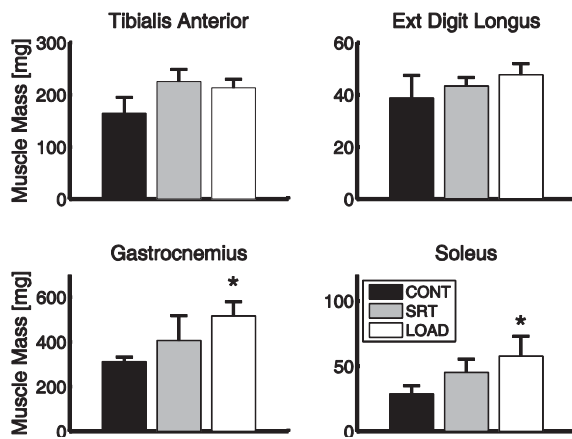 Tibialis Anterior
Muscle Mass [mg]
300
200
100
0
Ext Digit Longus
60
40
20
0
Gastrocnemius
Muscle Mass [mg]
600
400
200
0
*
Soleus
100
50
0
CONT
SRT
LOAD
*